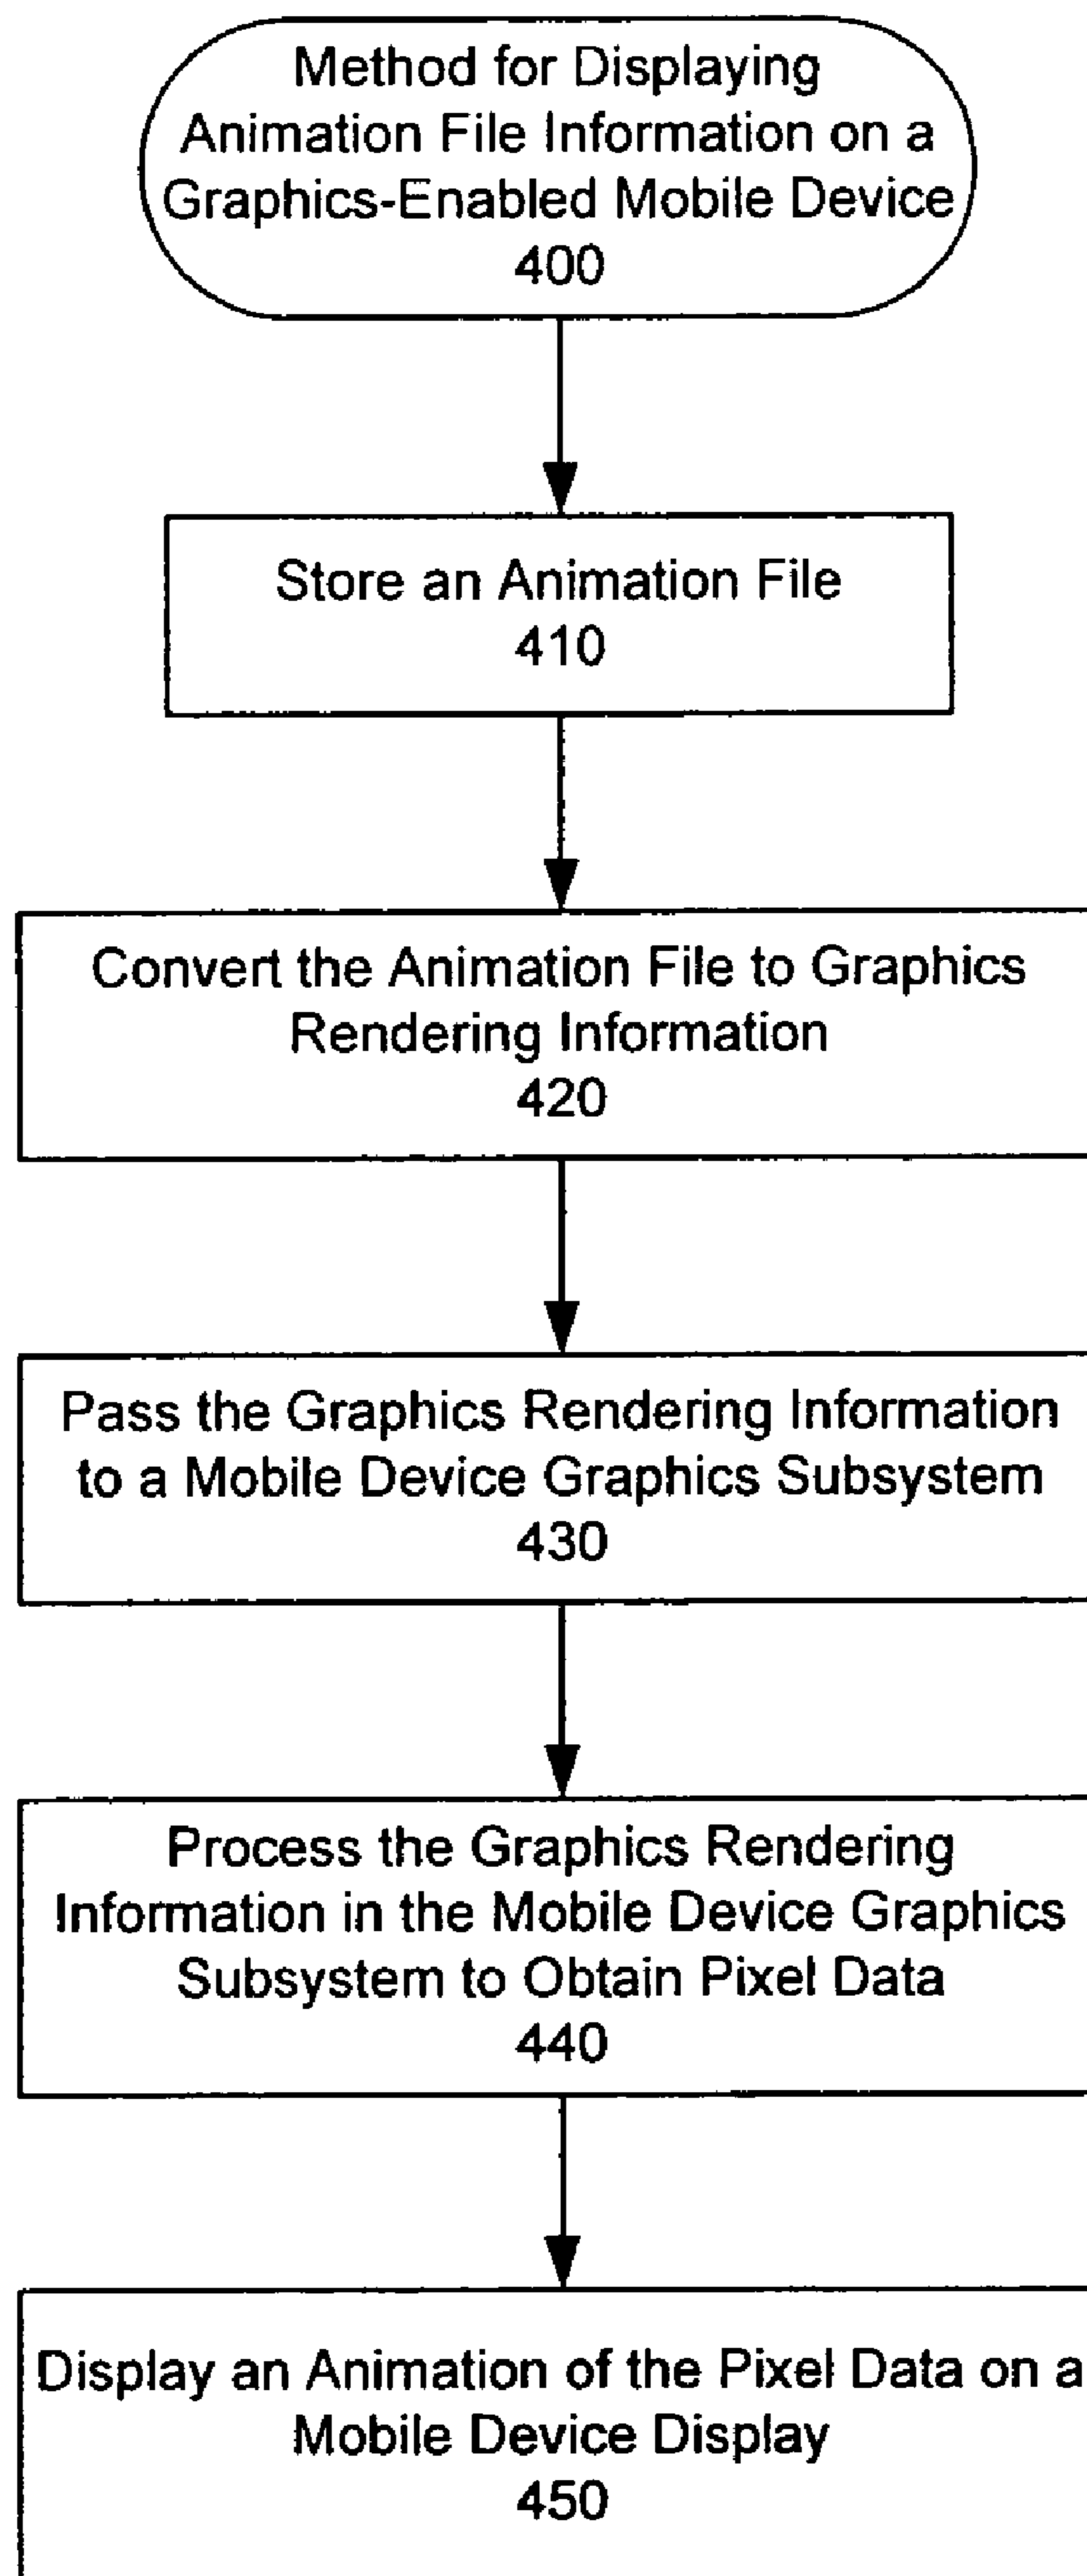 Method for Displaying
Animation File Information on a
Graphics-Enabled Mobile Device
400
Store an Animation File
410
Convert the Animation File to Graphics
Rendering Information
420
Pass the Graphics Rendering Information
to a Mobile Device Graphics Subsystem
430
Process the Graphics Rendering
Information in the Mobile Device Graphics
Subsystem to Obtain Pixel Data
440
Display an Animation of the Pixel Data on a
Mobile Device Display
450